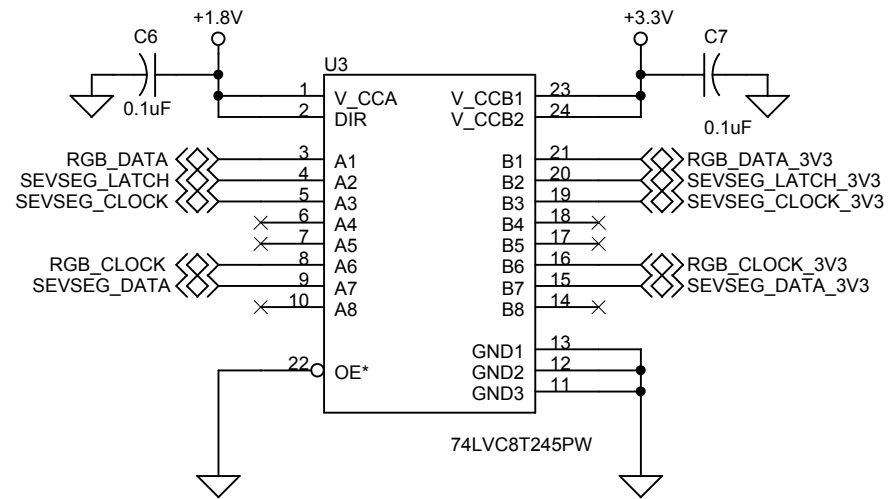 +1.8V
+3.3V
C6
C7
0.1uF
0.1uF
U3
1 V_CCA V_CCB1 23
2 DIR V_CCB2 24
RGB_DATA 3 A1 B1 21 RGB_DATA_3V3
SEVSEG_LATCH 4 A2 B2 20 SEVSEG_LATCH_3V3
SEVSEG_CLOCK 5 A3 B3 19 SEVSEG_CLOCK_3V3
6 A4 B4 18
7 A5 B5 17
RGB_CLOCK 8 A6 B6 16 RGB_CLOCK_3V3
SEVSEG_DATA 9 A7 B7 15 SEVSEG_DATA_3V3
10 A8 B8 14
GND1 13
22 OE* GND2 12
GND3 11
74LVC8T245PW